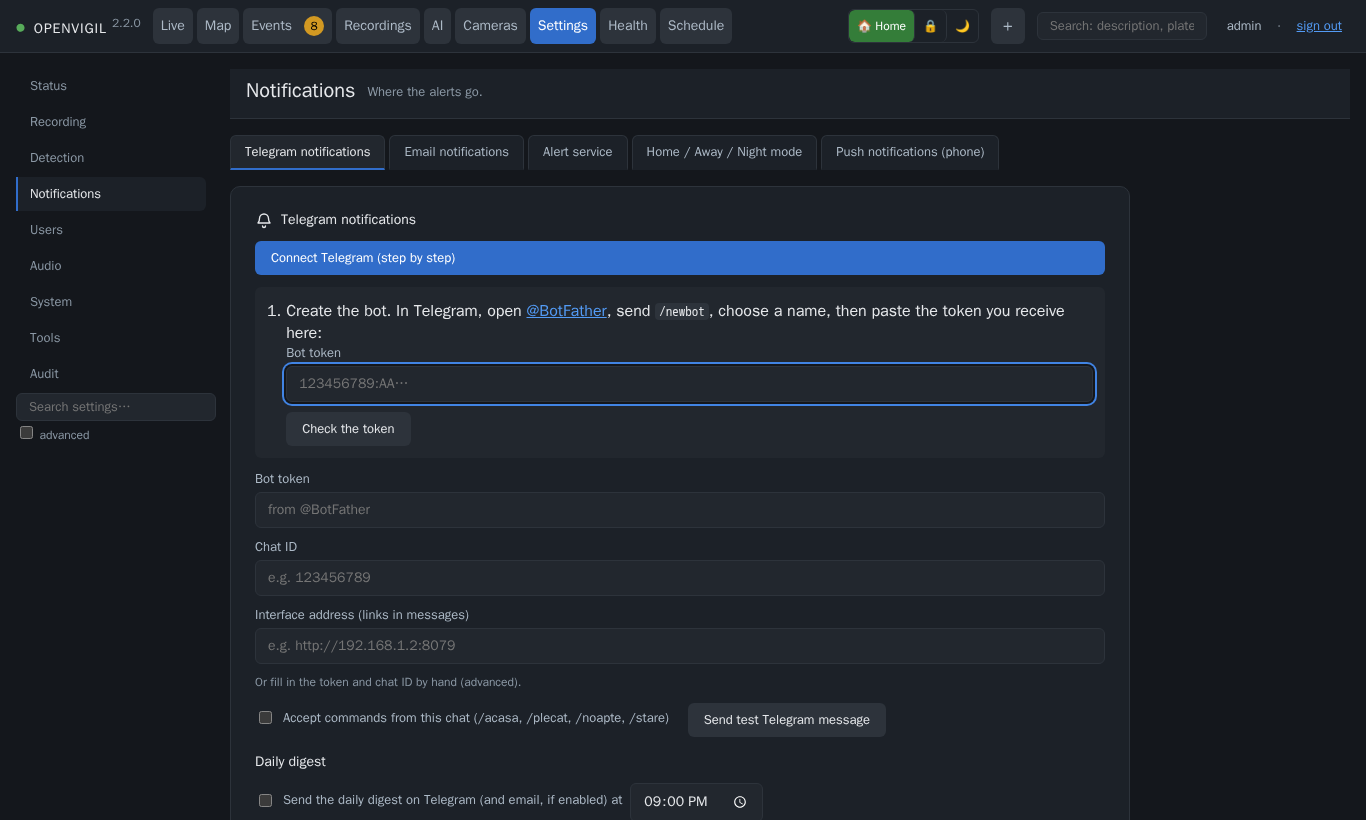 OPENVIGIL 2.2.0
Live
Map
Events 8
Recordings
AI
Cameras
Settings
Health
Schedule
Home
+
Search: description, plate
admin
·
sign out
Status
Recording
Detection
Notifications
Users
Audio
System
Tools
Audit
Search settings⋯
advanced
Notifications Where the alerts go.
Telegram notifications
Email notifications
Alert service
Home / Away / Night mode
Push notifications (phone)
Telegram notifications
Connect Telegram (step by step)
1. Create the bot. In Telegram, open @BotFather, send /newbot, choose a name, then paste the token you receive
here:
Bot token
123456789:AA⋯
Check the token
Bot token
from @BotFather
Chat ID
e.g. 123456789
Interface address (links in messages)
e.g. http://192.168.1.2:8079
Or fill in the token and chat ID by hand (advanced).
Accept commands from this chat (/acasa, /plecat, /noapte, /stare)
Send test Telegram message
Daily digest
Send the daily digest on Telegram (and email, if enabled) at 09:00 PM